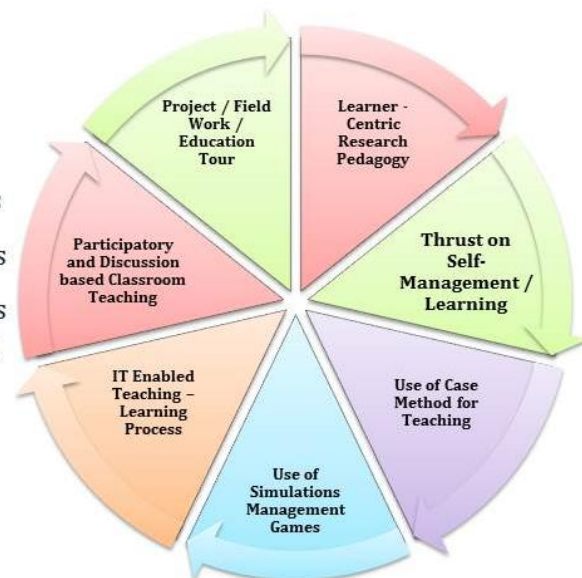 Project / Field
Work /
Education
Tour
Learner -
Centric
Research
Pedagogy
Thrust on
Self-
Management /
Learning
Use of Case
Method for
Teaching
Use of
Simulations
Management
Games
IT Enabled
Teaching –
Learning
Process
Participatory
and Discussion
based Classroom
Teaching